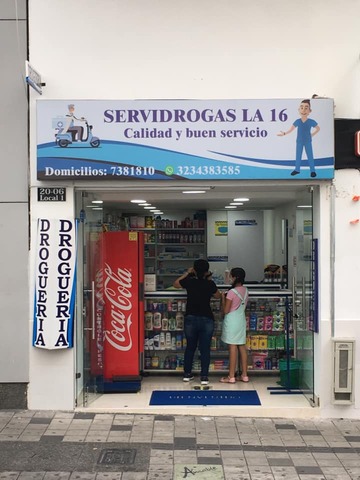 SERVIDROGAS LA 16
Calidad y buen servicio
Domicilios: 7381810 3234383585
20-06
Local 1
DROGUERIA
DROGUERIA
Coca-Cola